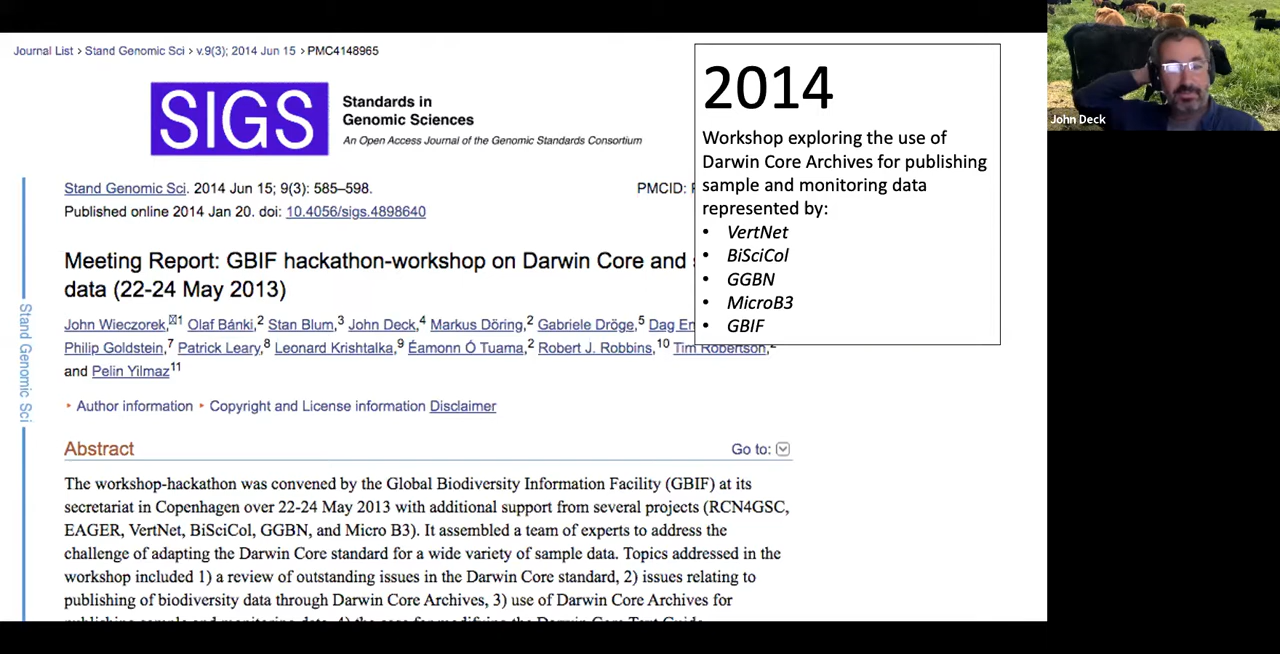 Journal List > Stand Genomic Sci > v.9(3); 2014 Jun 15 > PMC4148965
SIGS
Standards in
Genomic Sciences
An Open Access Journal of the Genomic Standards Consortium
Stand Genomic Sci. 2014 Jun 15; 9(3): 585–598.
PMCID:
Published online 2014 Jan 20. doi: 10.4056/sigs.4898640
Meeting Report: GBIF hackathon-workshop on Darwin Core and
data (22-24 May 2013)
John Wieczorek,1 Olaf Bánki,2 Stan Blum,3 John Deck,4 Markus Döring,2 Gabriele Dröge,5 Dag
Philip Goldstein,7 Patrick Leary,8 Leonard Krishtalka,9 Éamonn Ó Tuama,2 Robert J. Robbins,10 Tim Robertson,
and Pelin Yilmaz11
Author information
Copyright and License information Disclaimer
Abstract
Go to:
The workshop-hackathon was convened by the Global Biodiversity Information Facility (GBIF) at its
secretariat in Copenhagen over 22-24 May 2013 with additional support from several projects (RCN4GSC,
EAGER, VertNet, BiSciCol, GGBN, and Micro B3). It assembled a team of experts to address the
challenge of adapting the Darwin Core standard for a wide variety of sample data. Topics addressed in the
workshop included 1) a review of outstanding issues in the Darwin Core standard, 2) issues relating to
publishing of biodiversity data through Darwin Core Archives, 3) use of Darwin Core Archives for
Stand Genomic Sci
2014
Workshop exploring the use of
Darwin Core Archives for publishing
sample and monitoring data
represented by:
• VertNet
• BiSciCol
• GGBN
• MicroB3
• GBIF
John Deck